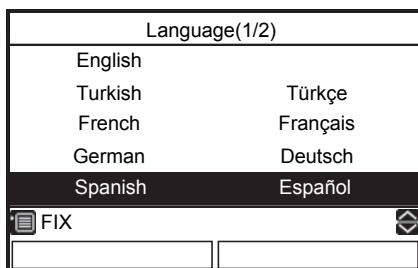 Language(1/2)
English
Turkish Türkçe
French Français
German Deutsch
Spanish Español
FIX